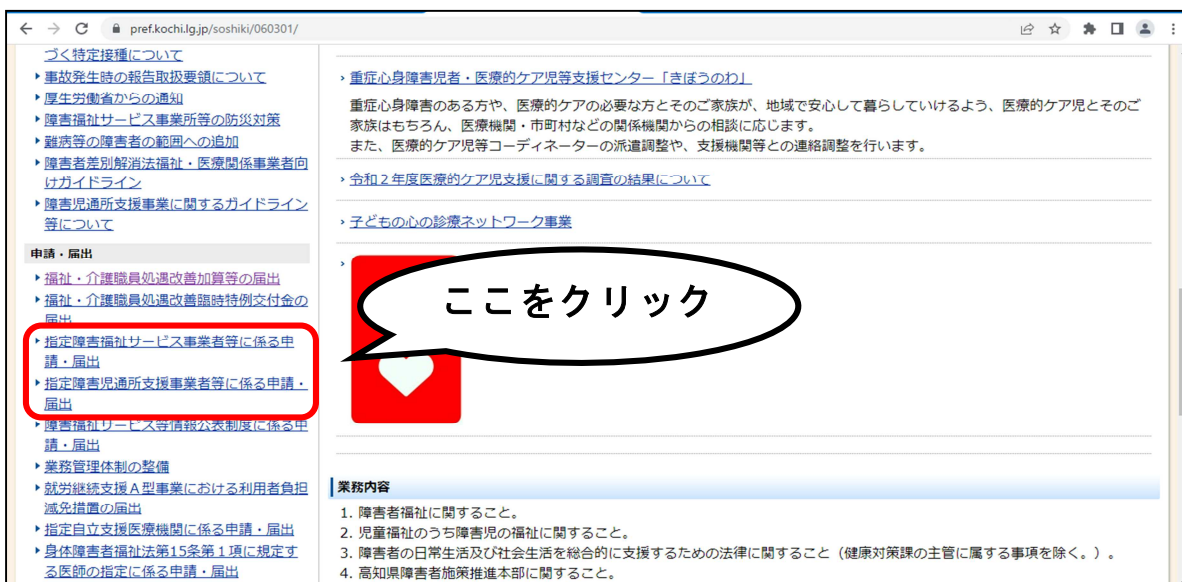 pref.kochi.lg.jp/soshiki/060301/
づく特定接種について
事故発生時の報告取扱要領について
厚生労働省からの通知
障害福祉サービス事業所等の防災対策
難病等の障害者の範囲への追加
障害者差別解消法福祉・医療関係事業者向
けガイドライン
障害児通所支援事業に関するガイドライン
等について
申請・届出
福祉・介護職員処遇改善加算等の届出
福祉・介護職員処遇改善臨時特例交付金の
届出
指定障害福祉サービス事業者等に係る申
請・届出
指定障害児通所支援事業者等に係る申請・
届出
障害福祉サービス等情報公表制度に係る申
請・届出
業務管理体制の整備
就労継続支援Ａ型事業における利用者負担
減免措置の届出
指定自立支援医療機関に係る申請・届出
身体障害者福祉法第15条第１項に規定す
る医師の指定に係る申請・届出
重症心身障害児者・医療的ケア児等支援センター「きぼうのわ」
重症心身障害のある方や、医療的ケアの必要な方とそのご家族が、地域で安心して暮らしていけるよう、医療的ケア児とそのご
家族はもちろん、医療機関・市町村などの関係機関からの相談に応じます。
また、医療的ケア児等コーディネーターの派遣調整や、支援機関等との連絡調整を行います。
令和２年度医療的ケア児支援に関する調査の結果について
子どもの心の診療ネットワーク事業
ここをクリック
業務内容
1. 障害者福祉に関すること。
2. 児童福祉のうち障害児の福祉に関すること。
3. 障害者の日常生活及び社会生活を総合的に支援するための法律に関すること（健康対策課の主管に属する事項を除く。）。
4. 高知県障害者施策推進本部に関すること。